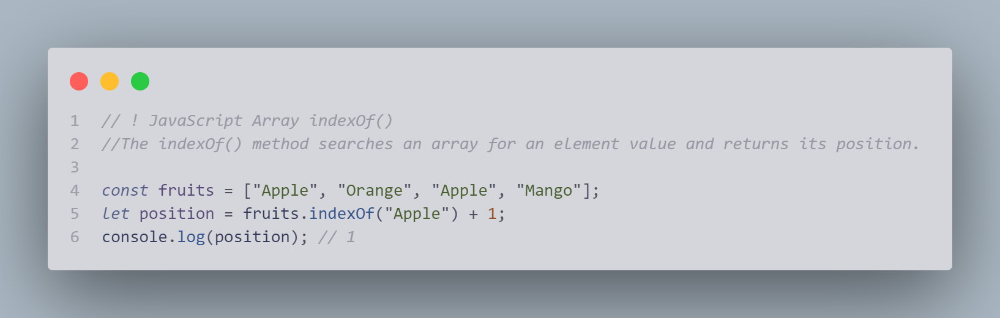 1 // ! JavaScript Array indexOf()
2 //The indexOf() method searches an array for an element value and returns its position.
3
4 const fruits = ["Apple", "Orange", "Apple", "Mango"];
5 let position = fruits.indexOf("Apple") + 1;
6 console.log(position); // 1